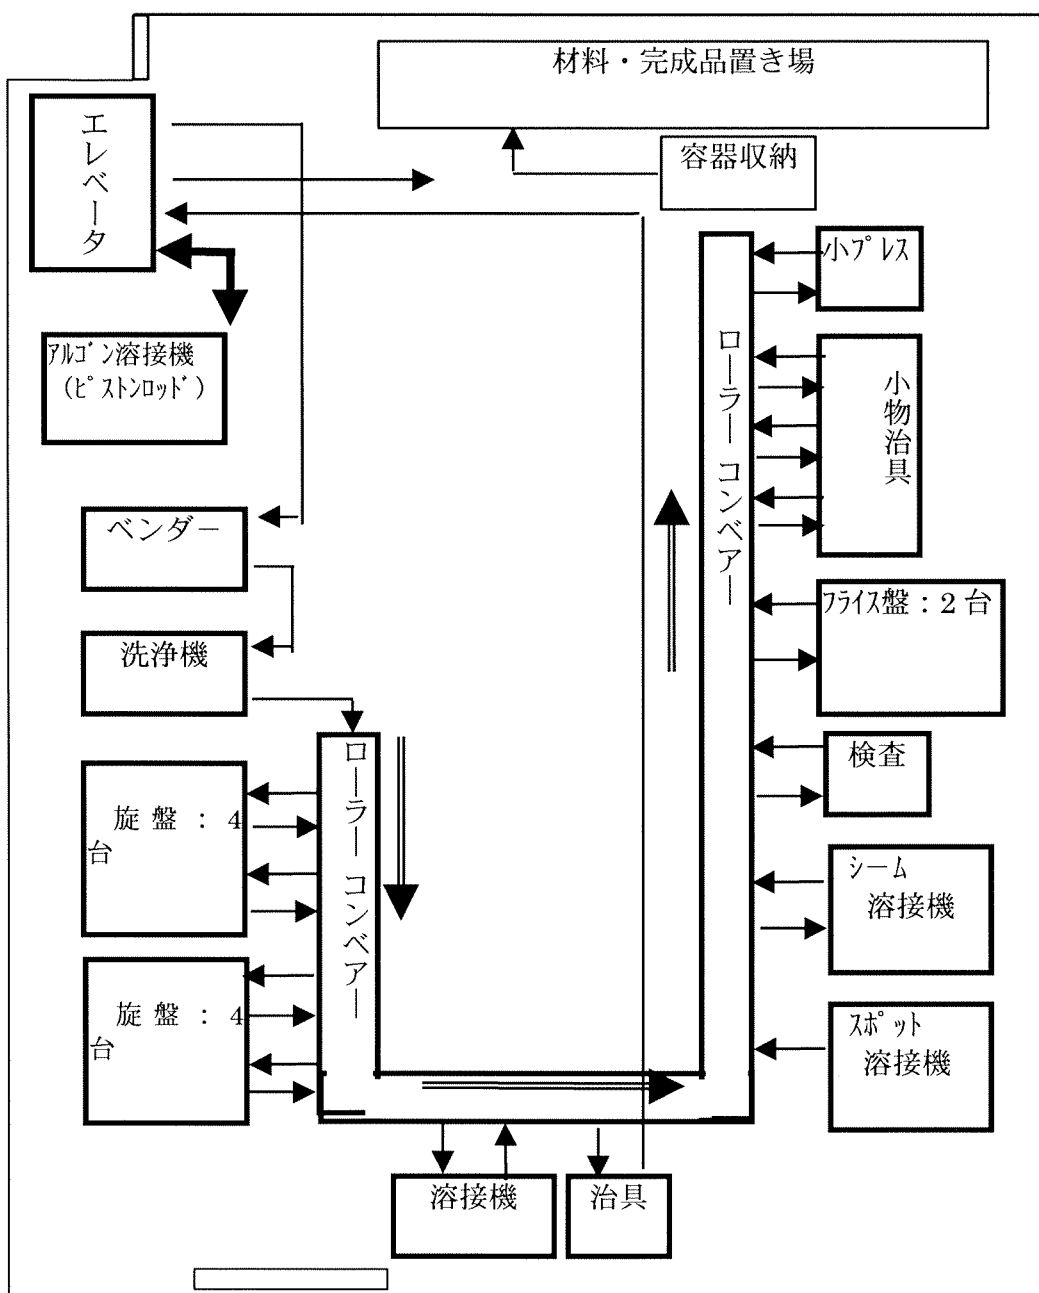 材料・完成品置き場
容器収納
エレベータ
小ﾌﾟﾚｽ
ｱﾙｺﾞﾝ溶接機
（ﾋﾟｽﾄﾝﾛｯﾄﾞ）
ローラー コンベアー
小物治具
ベンダー
フライス盤：２台
洗浄機
ローラー コンベアー
検査
旋盤：４
台
シーム
溶接機
旋盤：４
台
ｽﾎﾟｯﾄ
溶接機
溶接機
治具